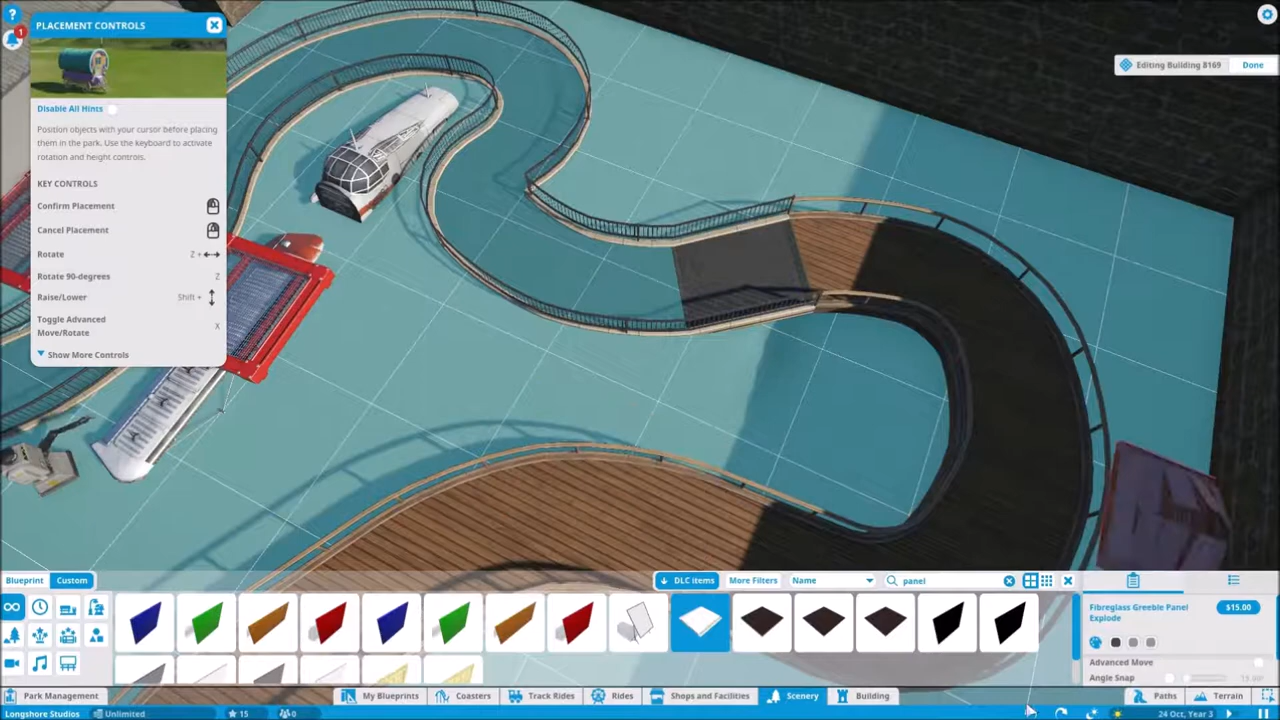 ?
PLACEMENT CONTROLS
1
Disable All Hints
Position objects with your cursor before placing
them in the park. Use the keyboard to activate
rotation and height controls.
KEY CONTROLS
Confirm Placement
Cancel Placement
Rotate Z +
Rotate 90-degrees Z
Raise/Lower Shift +
Toggle Advanced
Move/Rotate X
Show More Controls
Editing Building 8169 Done
Blueprint Custom DLC items More Filters Name panel
Fibreglass Greeble Panel
Explode $15.00
Advanced Move
Angle Snap
Park Management My Blueprints Coasters Track Rides Rides Shops and Facilities Scenery Building Paths Terrain
Longshore Studios Unlimited 15 0 24 Oct, Year 3